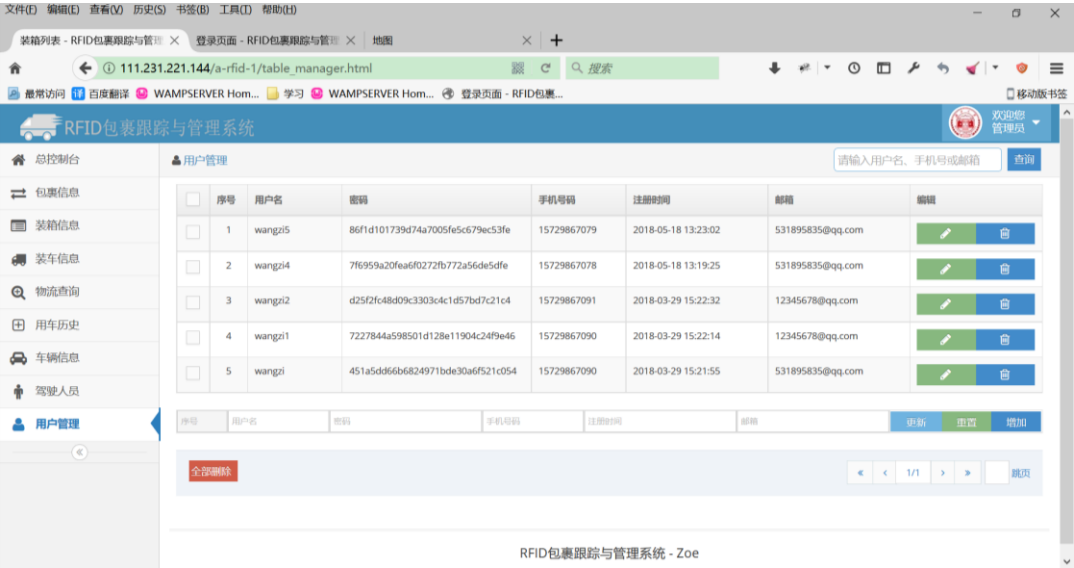 文件(F) 编辑(E) 查看(V) 历史(S) 书签(B) 工具(T) 帮助(H)
装箱列表 - RFID包裹跟踪与管理 登录页面 - RFID包裹跟踪与管理 地图
111.231.221.144/a-rfid-1/table_manager.html 搜索
最常访问 百度翻译 WAMPSERVER Hom... 学习 WAMPSERVER Hom... 登录页面 - RFID包裹... 移动版书签
RFID包裹跟踪与管理系统 欢迎您
管理员
总控制台
包裹信息
装箱信息
装车信息
物流查询
用车历史
车辆信息
驾驶人员
用户管理
用户管理 请输入用户名、手机号或邮箱 查询
序号 用户名 密码 手机号码 注册时间 邮箱 编辑
1 wangzi5 86f1d101739d74a7005fe5c679ec53fe 15729867079 2018-05-18 13:23:02 531895835@qq.com
2 wangzi4 7f6959a20fea6f0272fb772a56de5dfe 15729867078 2018-05-18 13:19:25 531895835@qq.com
3 wangzi2 d25f2fc48d09c3303c4c1d57bd7c21c4 15729867091 2018-03-29 15:22:32 12345678@qq.com
4 wangzi1 7227844a598501d128e11904c24f9e46 15729867090 2018-03-29 15:22:14 12345678@qq.com
5 wangzi 451a5dd66b6824971bde30a6f521c054 15729867090 2018-03-29 15:21:55 531895835@qq.com
序号 用户名 密码 手机号码 注册时间 邮箱 更新 重置 增加
全部删除 « ‹ 1/1 › » 跳页
RFID包裹跟踪与管理系统 - Zoe